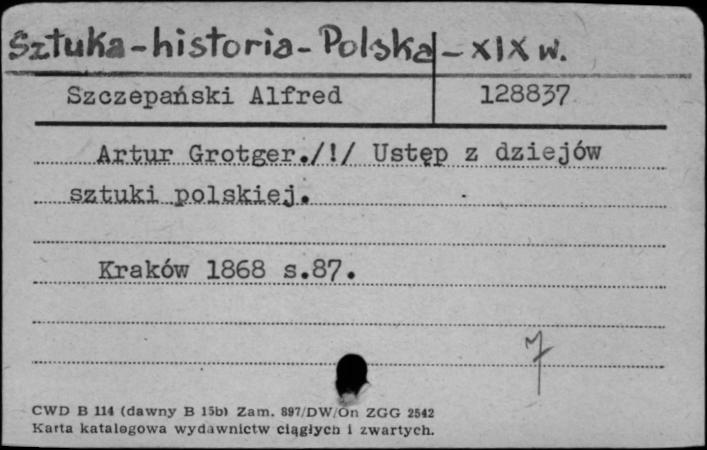 Sztuka-historia-Polska-XIX w.
Szczepański Alfred 128837
Artur Grotger./!/ Ustęp z dziejów
sztuki polskiej.
Kraków 1868 s.87.
7
CWD B 114 (dawny B 15b) Zam. 897/DW/On ZGG 2542
Karta katalogowa wydawnictw ciągłych i zwartych.